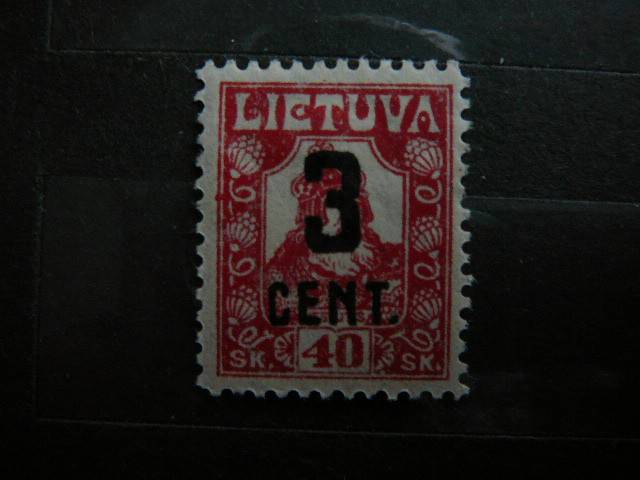 LIETUVA
3
CENT.
SK. 40 SK.